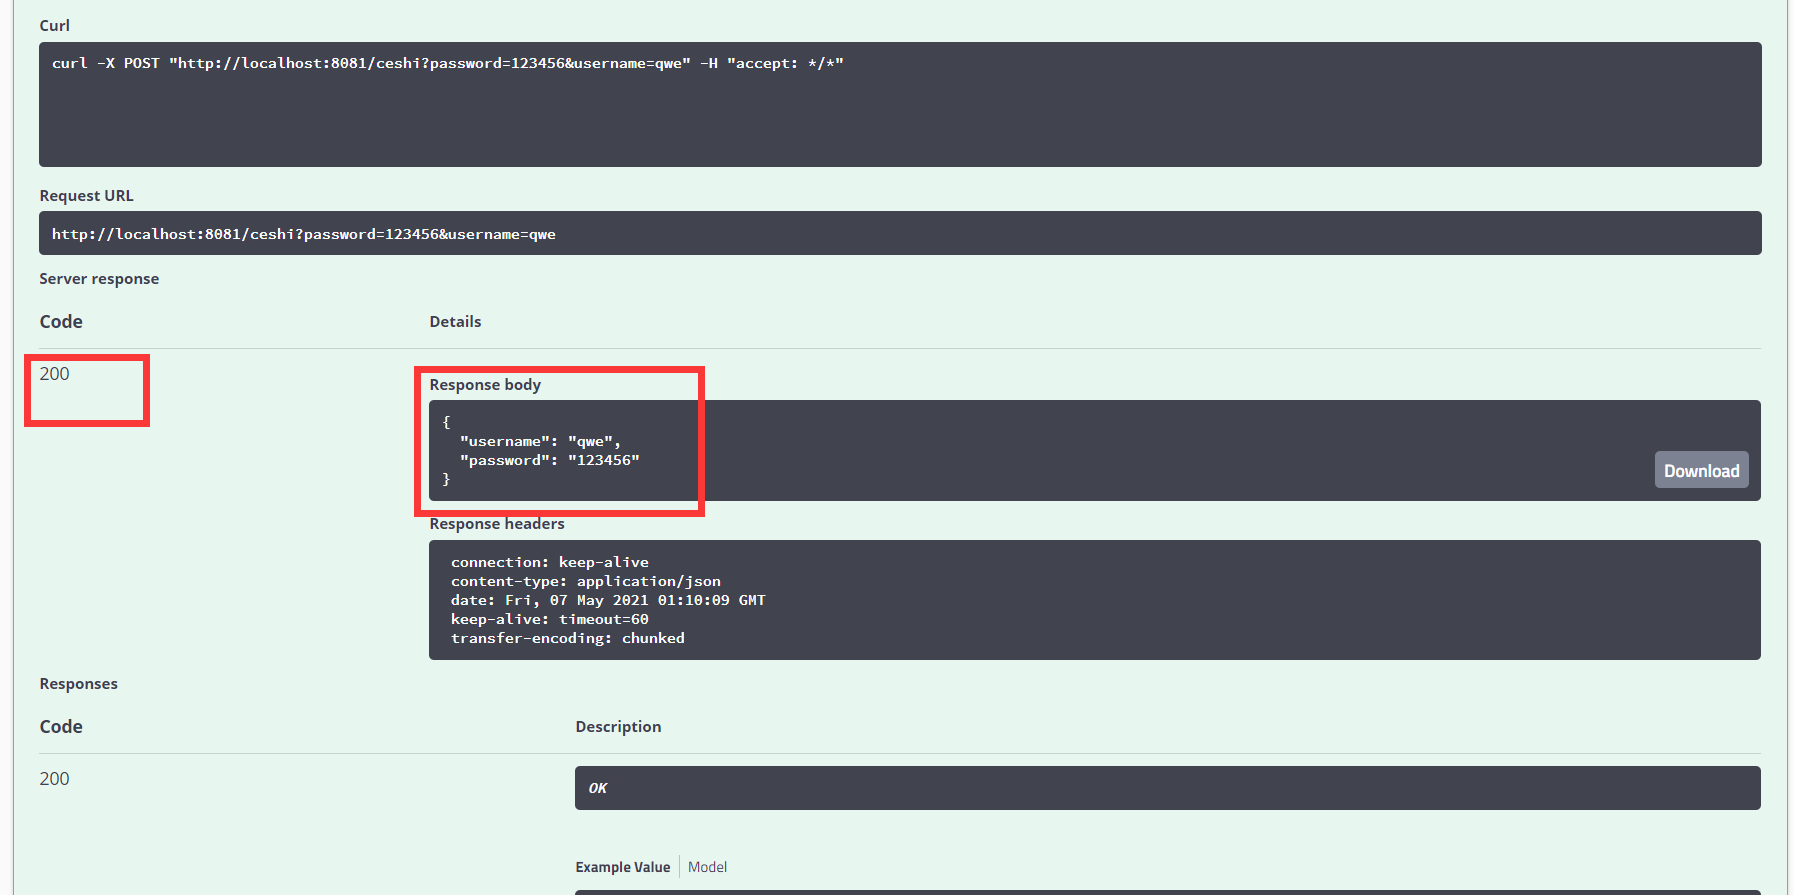 Curl
curl -X POST "http://localhost:8081/ceshi?password=123456&username=qwe" -H "accept: */*"
Request URL
http://localhost:8081/ceshi?password=123456&username=qwe
Server response
Code Details
200
Response body
{
"username": "qwe",
"password": "123456"
}
Download
Response headers
connection: keep-alive
content-type: application/json
date: Fri, 07 May 2021 01:10:09 GMT
keep-alive: timeout=60
transfer-encoding: chunked
Responses
Code Description
200
OK
Example Value Model